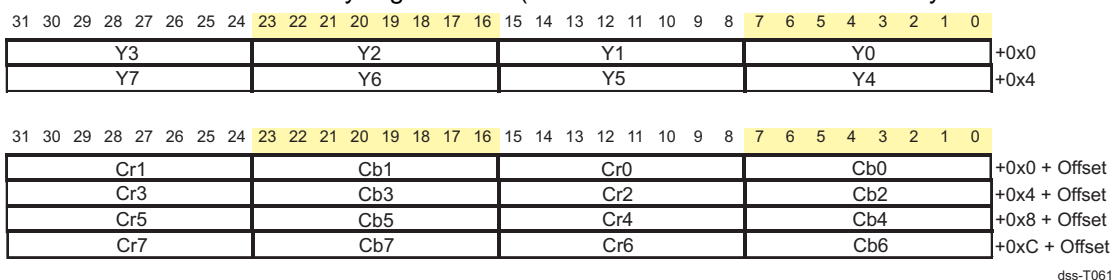 31 30 29 28 27 26 25 24 23 22 21 20 19 18 17 16 15 14 13 12 11 10 9 8 7 6 5 4 3 2 1 0
Y3 Y2 Y1 Y0 +0x0
Y7 Y6 Y5 Y4 +0x4
31 30 29 28 27 26 25 24 23 22 21 20 19 18 17 16 15 14 13 12 11 10 9 8 7 6 5 4 3 2 1 0
Cr1 Cb1 Cr0 Cb0 +0x0 + Offset
Cr3 Cb3 Cr2 Cb2 +0x4 + Offset
Cr5 Cb5 Cr4 Cb4 +0x8 + Offset
Cr7 Cb7 Cr6 Cb6 +0xC + Offset
dss-T061